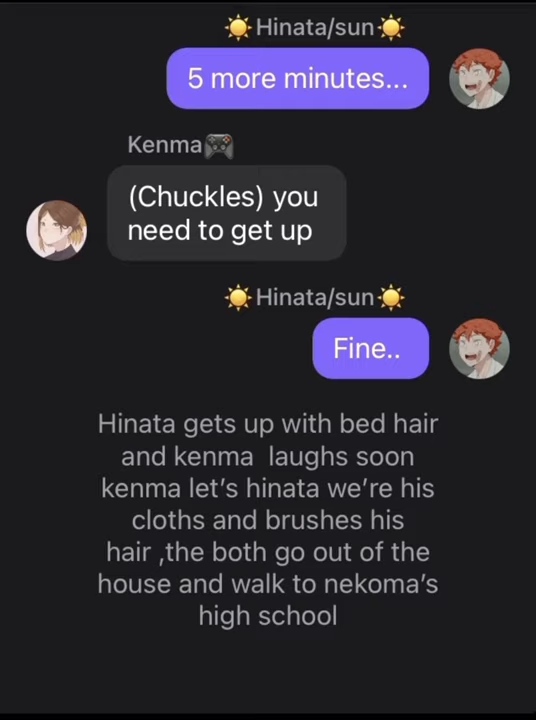 ☀️Hinata/sun☀️
5 more minutes...
Kenma🎮
(Chuckles) you
need to get up
☀️Hinata/sun☀️
Fine..
Hinata gets up with bed hair
and kenma  laughs soon
kenma let's hinata we're his
cloths and brushes his
hair ,the both go out of the
house and walk to nekoma's
high school